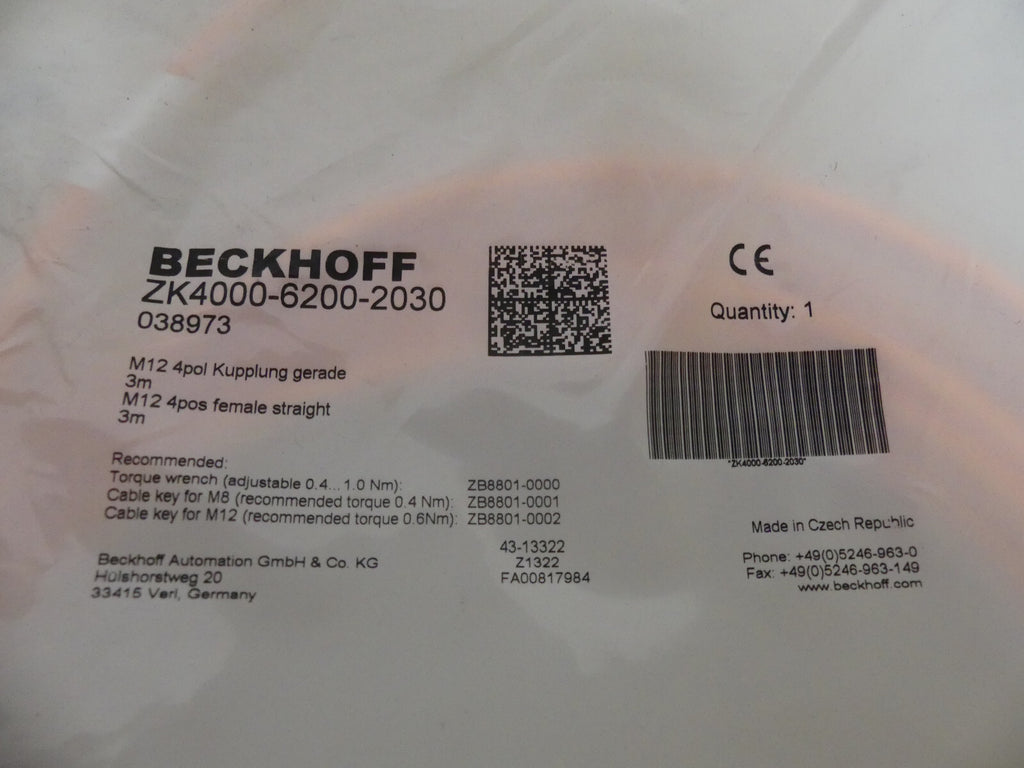 BECKHOFF
ZK4000-6200-2030
038973
M12 4pol Kupplung gerade
3m
M12 4pos female straight
3m
CE
Quantity: 1
*ZK4000-6200-2030*
Recommended:
Torque wrench (adjustable 0.4... 1.0 Nm): ZB8801-0000
Cable key for M8 (recommended torque 0.4 Nm): ZB8801-0001
Cable key for M12 (recommended torque 0.6Nm): ZB8801-0002
Beckhoff Automation GmbH & Co. KG
Hülshorstweg 20
33415 Verl, Germany
43-13322
Z1322
FA00817984
Made in Czech Republic
Phone: +49(0)5246-963-0
Fax: +49(0)5246-963-149
www.beckhoff.com